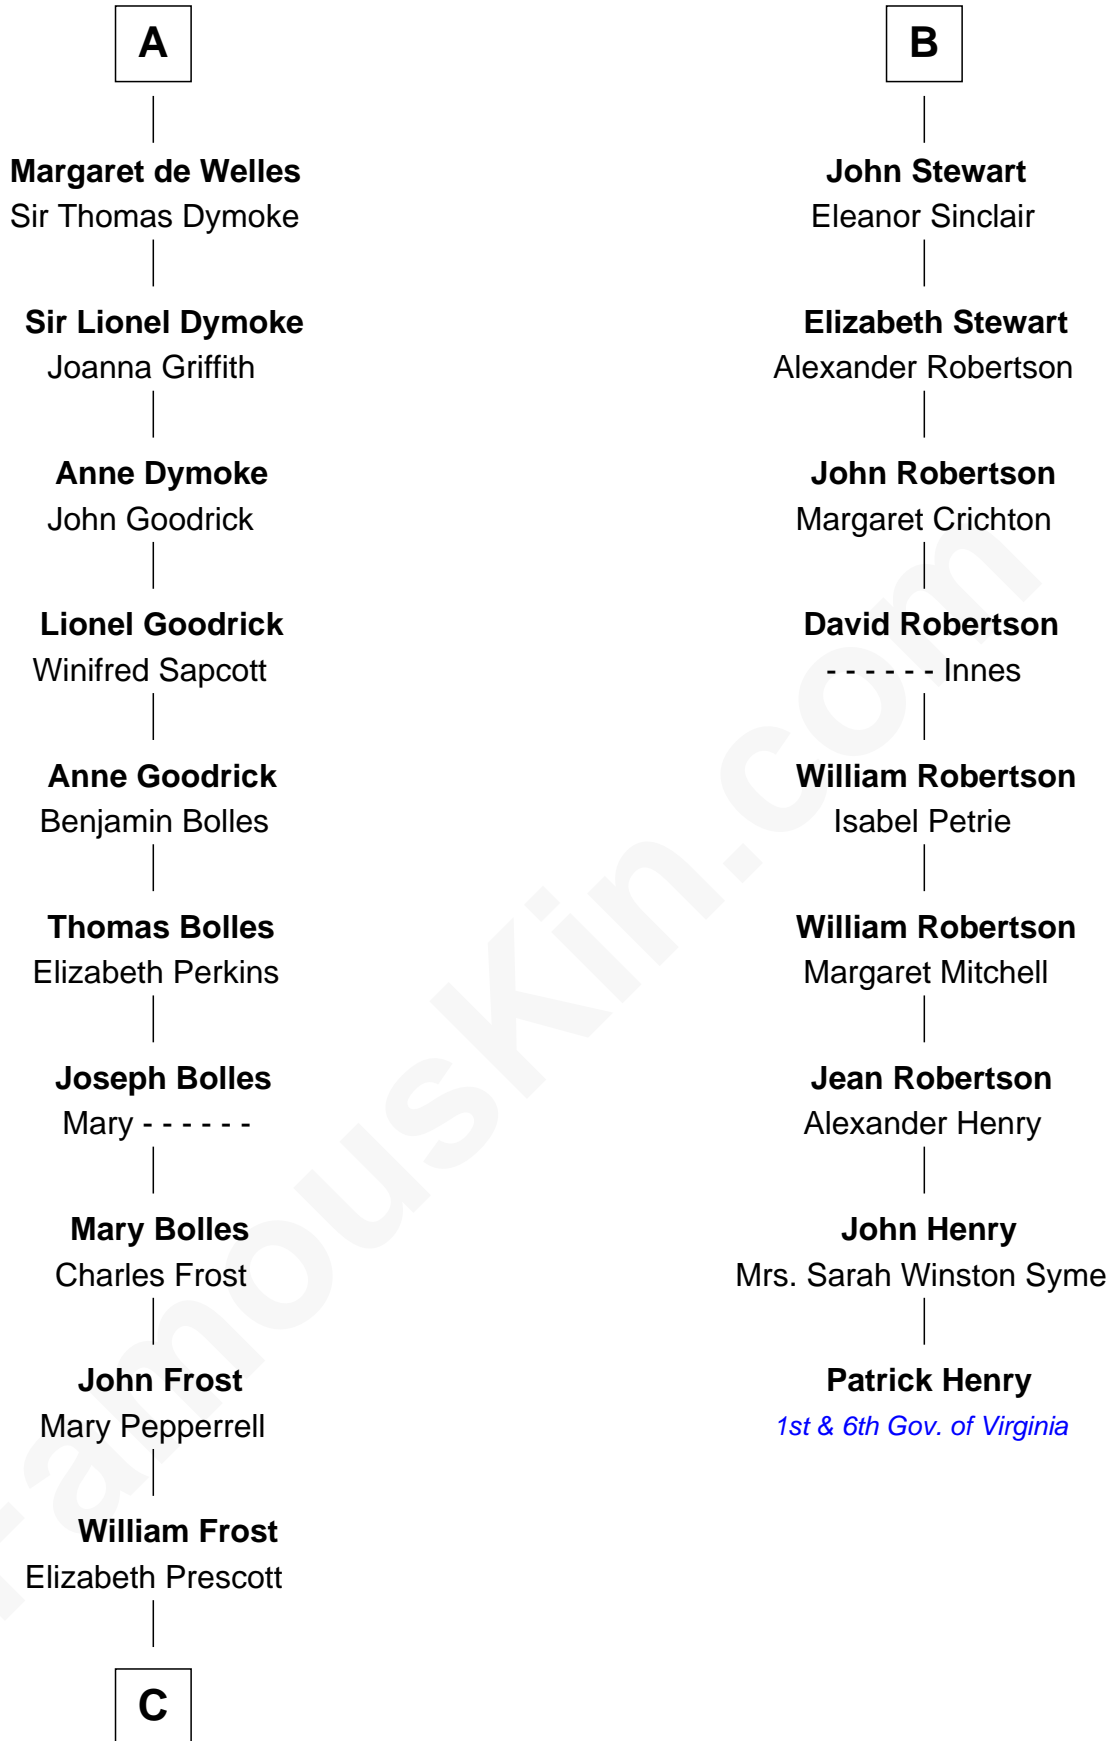 A
Margaret de Welles
Sir Thomas Dymoke
Sir Lionel Dymoke
Joanna Griffith
Anne Dymoke
John Goodrick
Lionel Goodrick
Winifred Sapcott
Anne Goodrick
Benjamin Bolles
Thomas Bolles
Elizabeth Perkins
Joseph Bolles
Mary - - - - - -
Mary Bolles
Charles Frost
John Frost
Mary Pepperrell
William Frost
Elizabeth Prescott
C
B
John Stewart
Eleanor Sinclair
Elizabeth Stewart
Alexander Robertson
John Robertson
Margaret Crichton
David Robertson
- - - - - - Innes
William Robertson
Isabel Petrie
William Robertson
Margaret Mitchell
Jean Robertson
Alexander Henry
John Henry
Mrs. Sarah Winston Syme
Patrick Henry
1st & 6th Gov. of Virginia
FamousKin.com